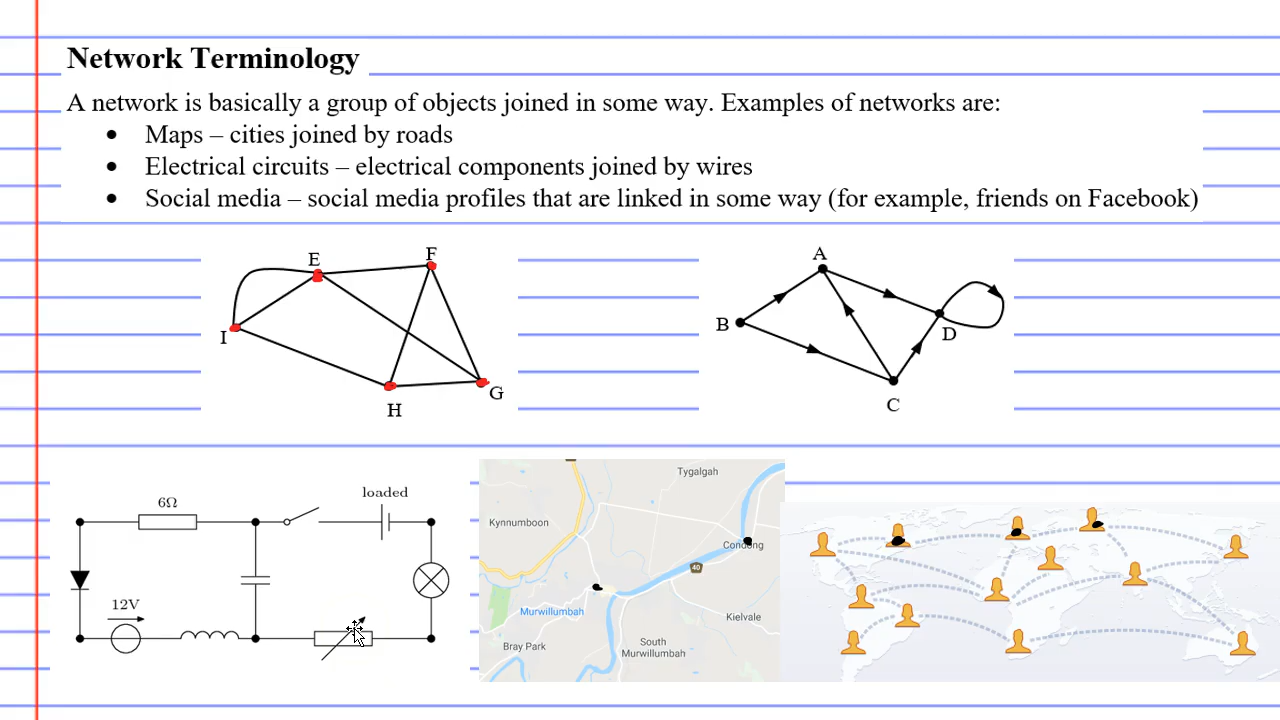 Network Terminology
A network is basically a group of objects joined in some way. Examples of networks are:
• Maps – cities joined by roads
• Electrical circuits – electrical components joined by wires
• Social media – social media profiles that are linked in some way (for example, friends on Facebook)
E
F
I
H
G
A
B
D
C
6Ω
loaded
12V
Tygalgah
Kynnumboon
Condong
40
Murwillumbah
Kielvale
Bray Park
South
Murwillumbah